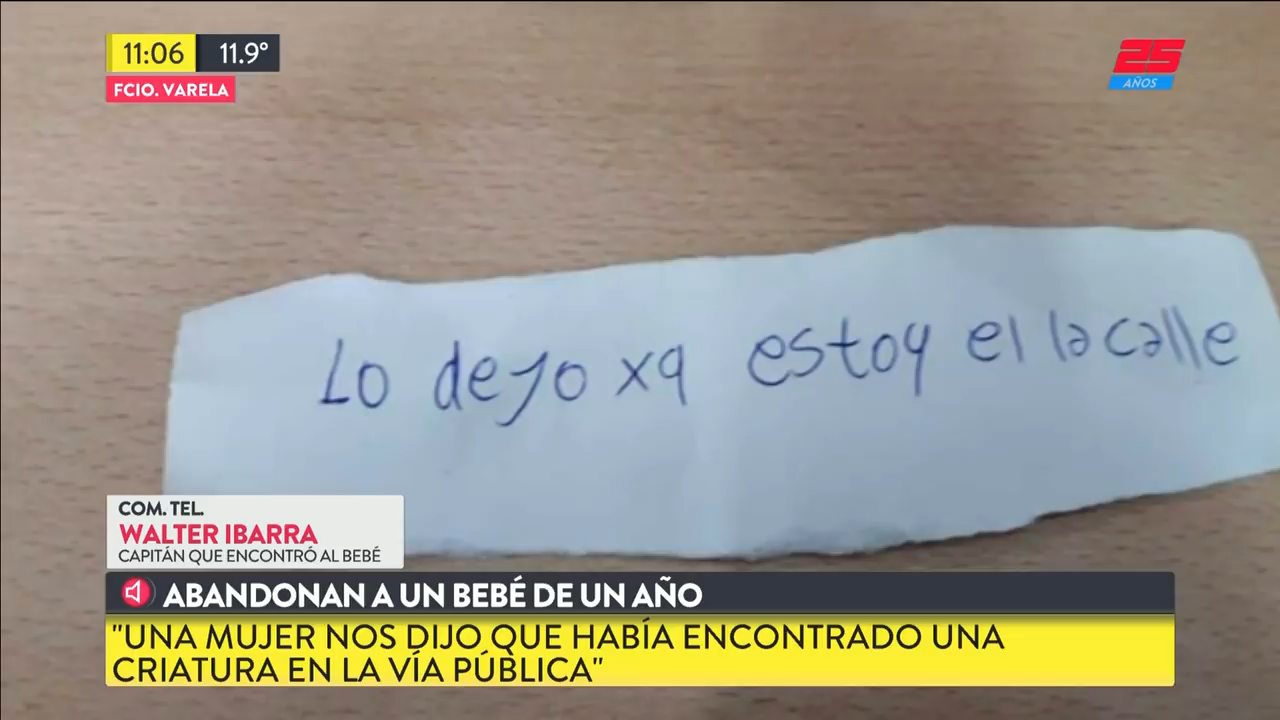 11:06 11.9°
FCIO. VARELA
25
AÑOS
Lo dejo xq estoy el la calle
COM. TEL.
WALTER IBARRA
CAPITÁN QUE ENCONTRÓ AL BEBÉ
ABANDONAN A UN BEBÉ DE UN AÑO
"UNA MUJER NOS DIJO QUE HABÍA ENCONTRADO UNA
CRIATURA EN LA VÍA PÚBLICA"